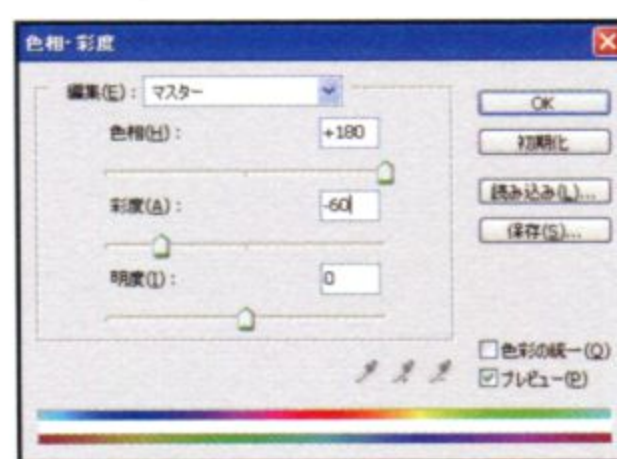 色相・彩度
編集(E): マスター
色相(H): +180
彩度(A): -60
明度(I): 0
OK
初期化
読み込み(L)...
保存(S)...
色彩の統一(O)
プレビュー(P)